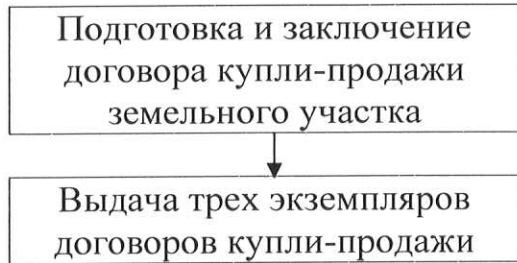 Подготовка и заключение
договора купли-продажи
земельного участка
Выдача трех экземпляров
договоров купли-продажи